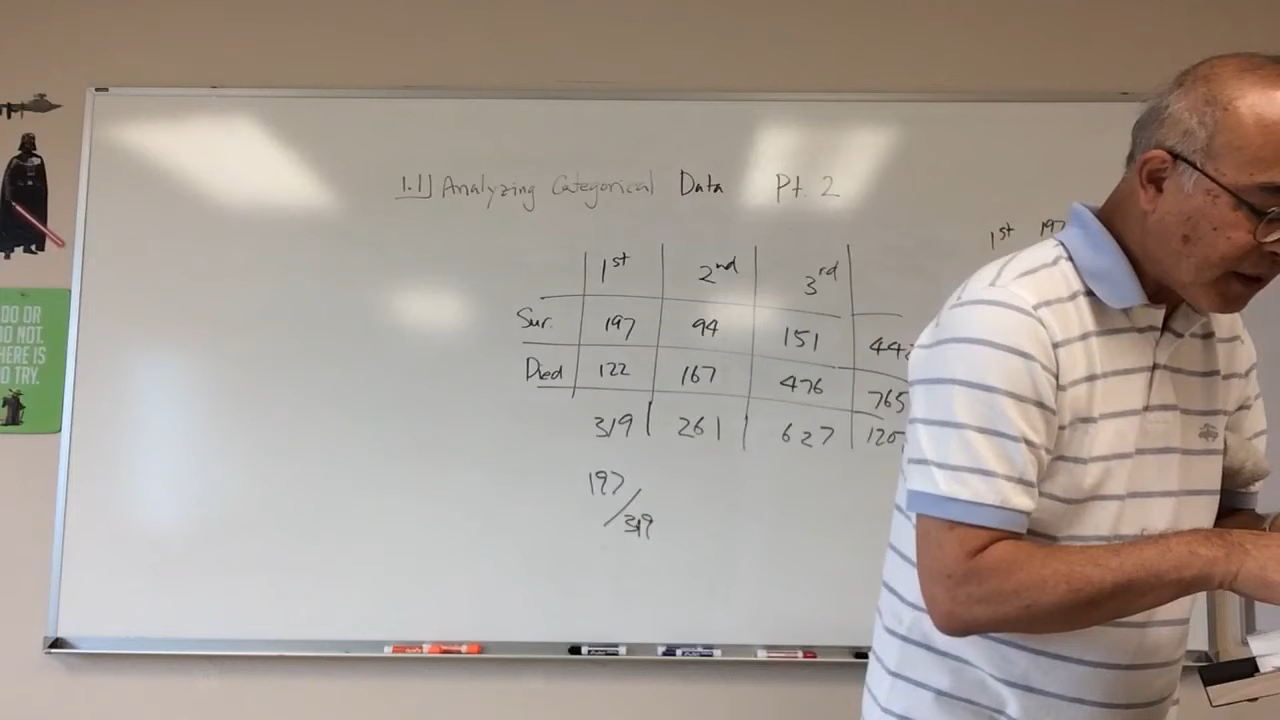 1.1] Analyzing Categorical Data Pt. 2
1st 197
1st 2nd 3rd
Sur. 197 94 151 442
Died 122 167 476 765
319 261 627
197/319
DO OR
DO NOT.
THERE IS
NO TRY.